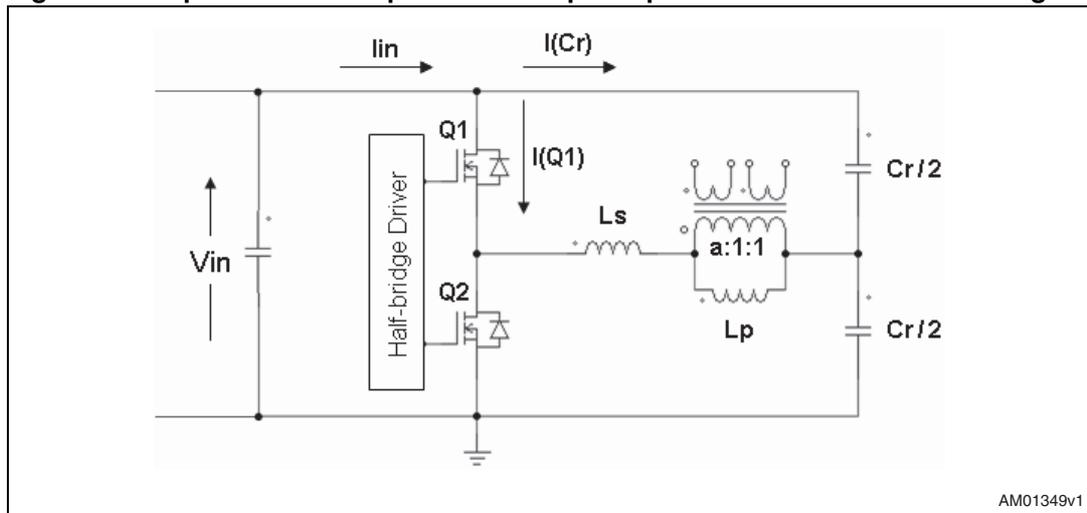 Iin
I(Cr)
Q1
I(Q1)
Cr/2
Ls
a:1:1
Vin
Half-bridge Driver
Q2
Lp
Cr/2
AM01349v1